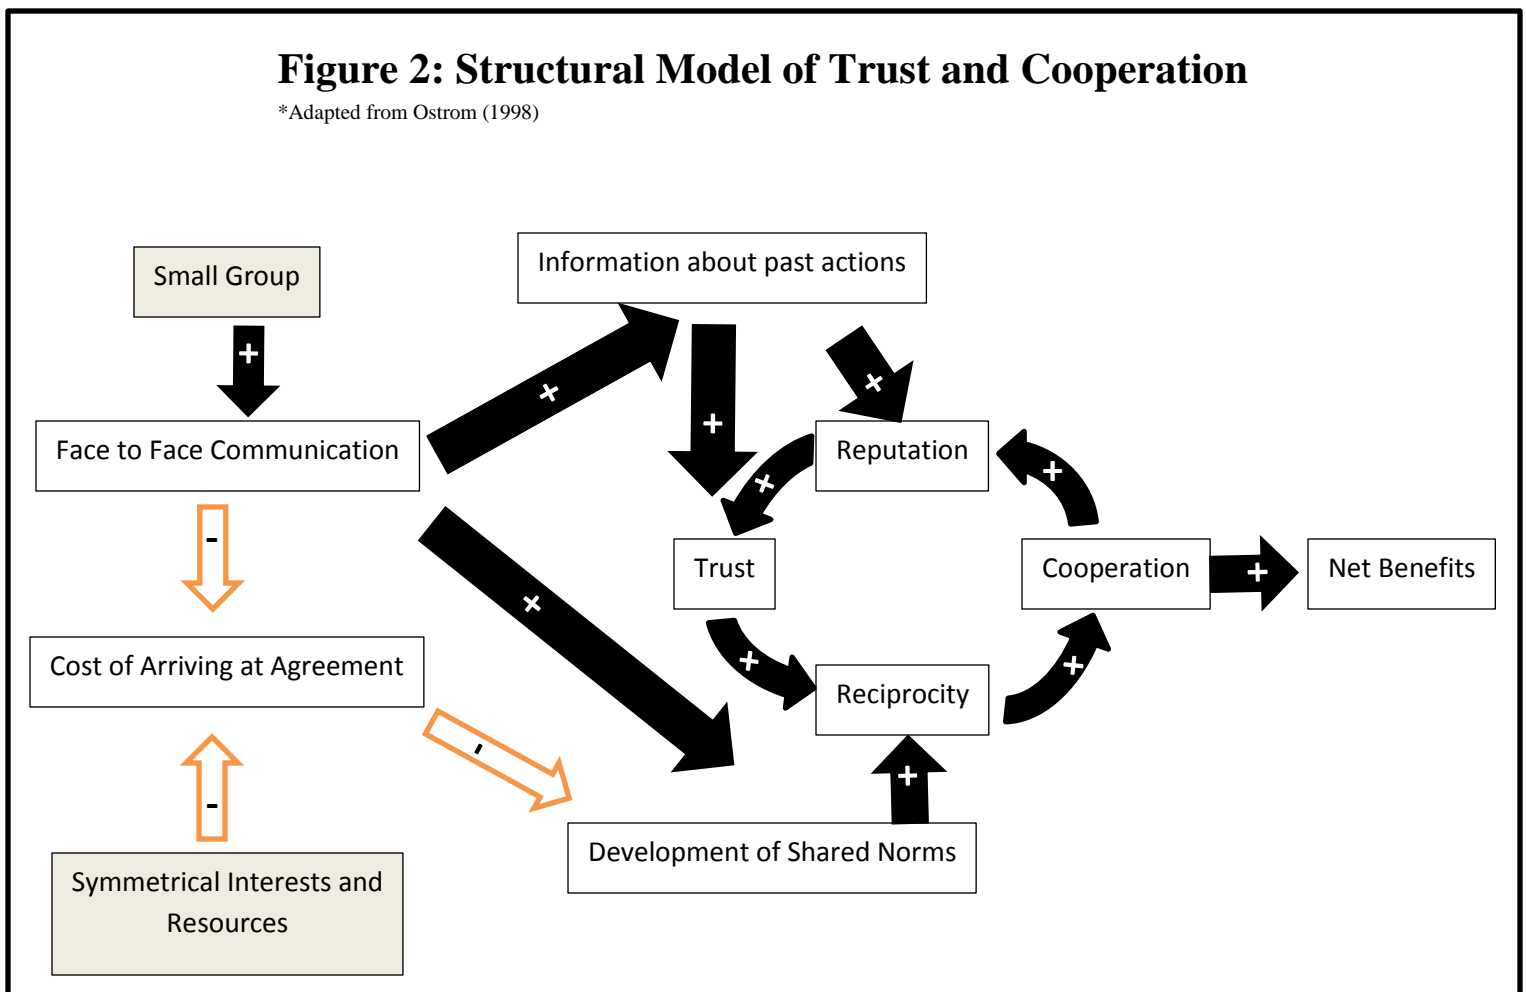 Figure 2: Structural Model of Trust and Cooperation
*Adapted from Ostrom (1998)
Small Group
Information about past actions
+
+
+
+
Face to Face Communication
Reputation
+
+
-
+
Trust
Cooperation
+
Net Benefits
Cost of Arriving at Agreement
+
Reciprocity
+
-
-
+
Development of Shared Norms
Symmetrical Interests and
Resources